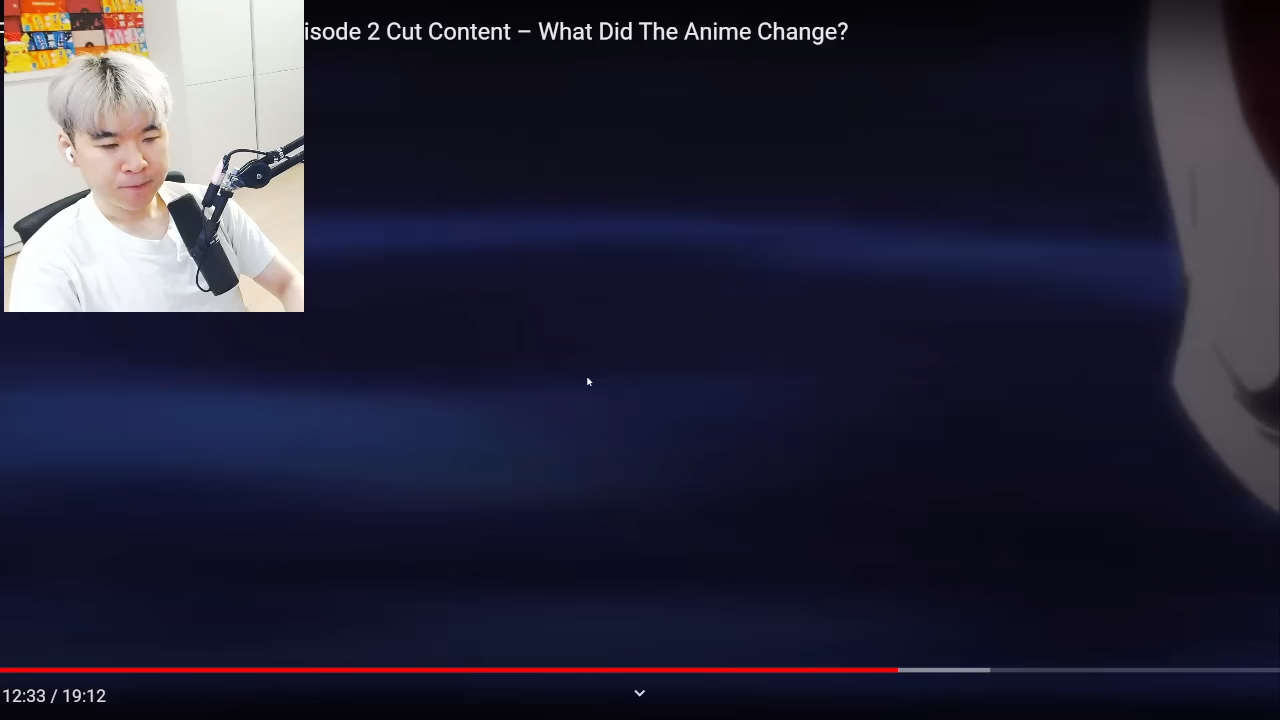 isode 2 Cut Content – What Did The Anime Change?
12:33 / 19:12